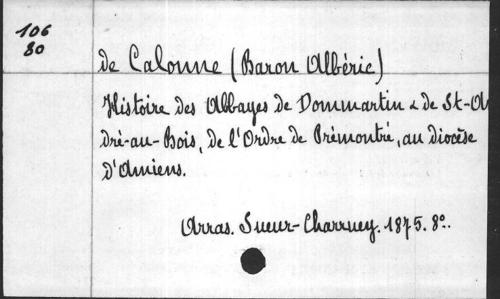 106
80
de Calonne (Baron Albéric)
Histoire des Abbayes de Dommartin & de St-An
dré-au-Bois, de l'Ordre de Prémontré, au diocèse
d'Amiens.
Arras. Sueur-Charruey. 1875. 8º.